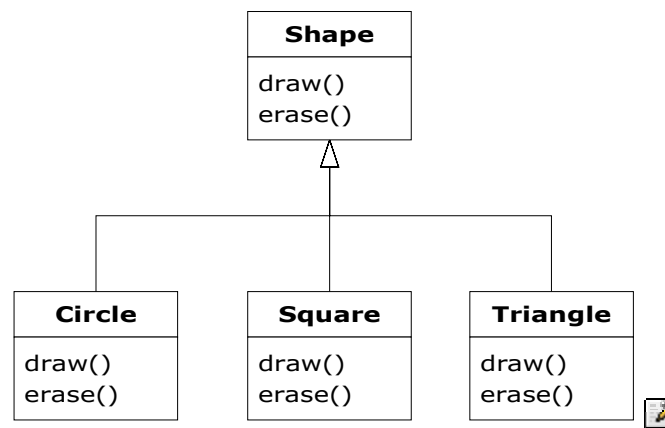 Shape
draw()
erase()
Circle
draw()
erase()
Square
draw()
erase()
Triangle
draw()
erase()